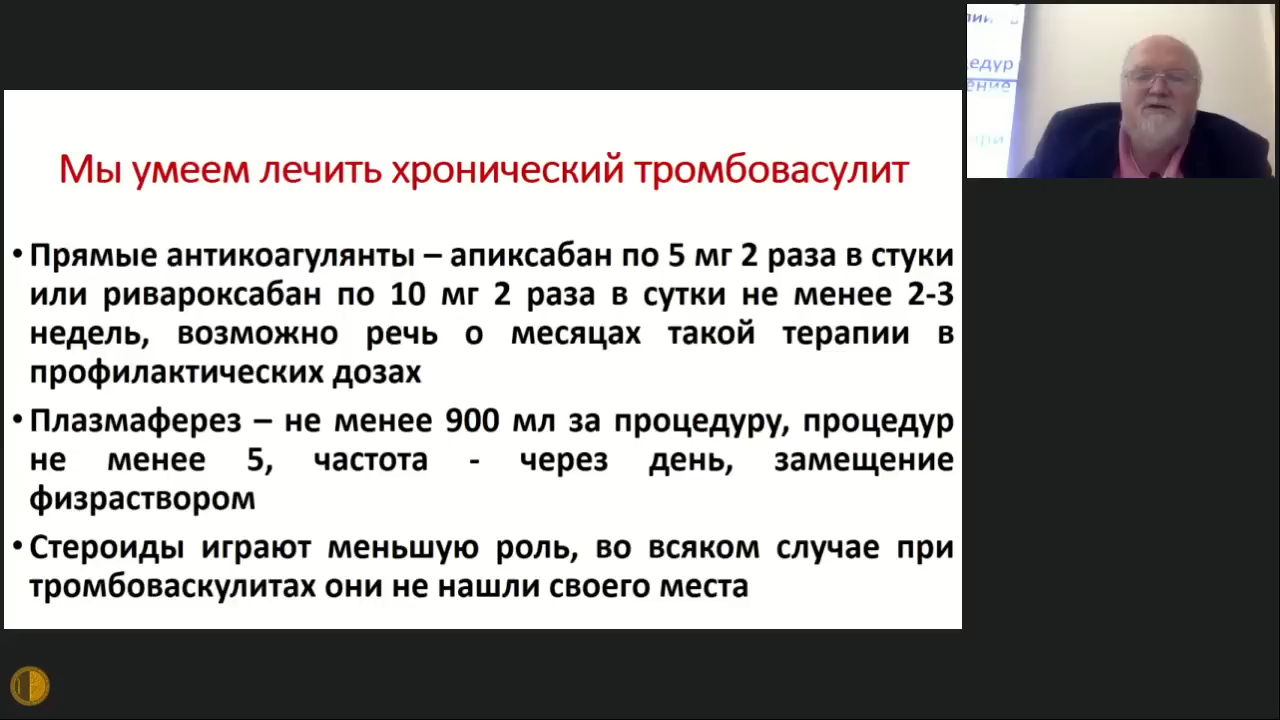 Мы умеем лечить хронический тромбовасулит
• Прямые антикоагулянты – апиксабан по 5 мг 2 раза в стуки
или ривароксабан по 10 мг 2 раза в сутки не менее 2-3
недель, возможно речь о месяцах такой терапии в
профилактических дозах
• Плазмаферез – не менее 900 мл за процедуру, процедур
не менее 5, частота - через день, замещение
физраствором
• Стероиды играют меньшую роль, во всяком случае при
тромбоваскулитах они не нашли своего места